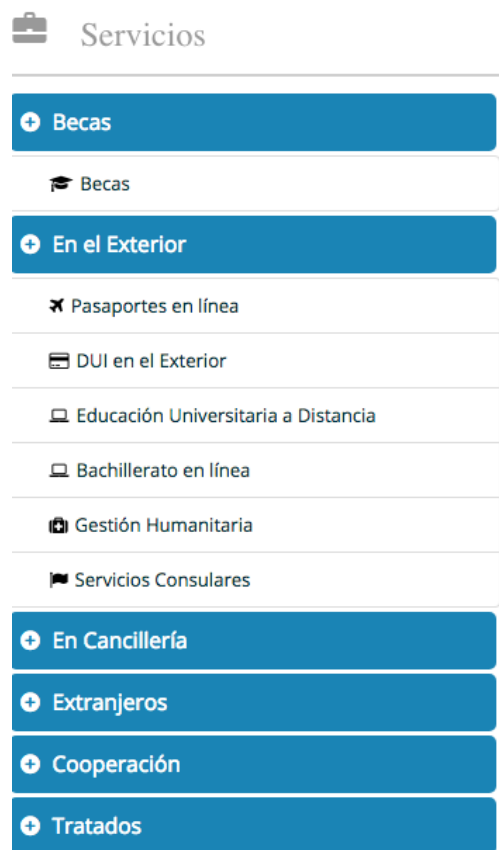 Servicios
Becas
Becas
En el Exterior
Pasaportes en línea
DUI en el Exterior
Educación Universitaria a Distancia
Bachillerato en línea
Gestión Humanitaria
Servicios Consulares
En Cancillería
Extranjeros
Cooperación
Tratados